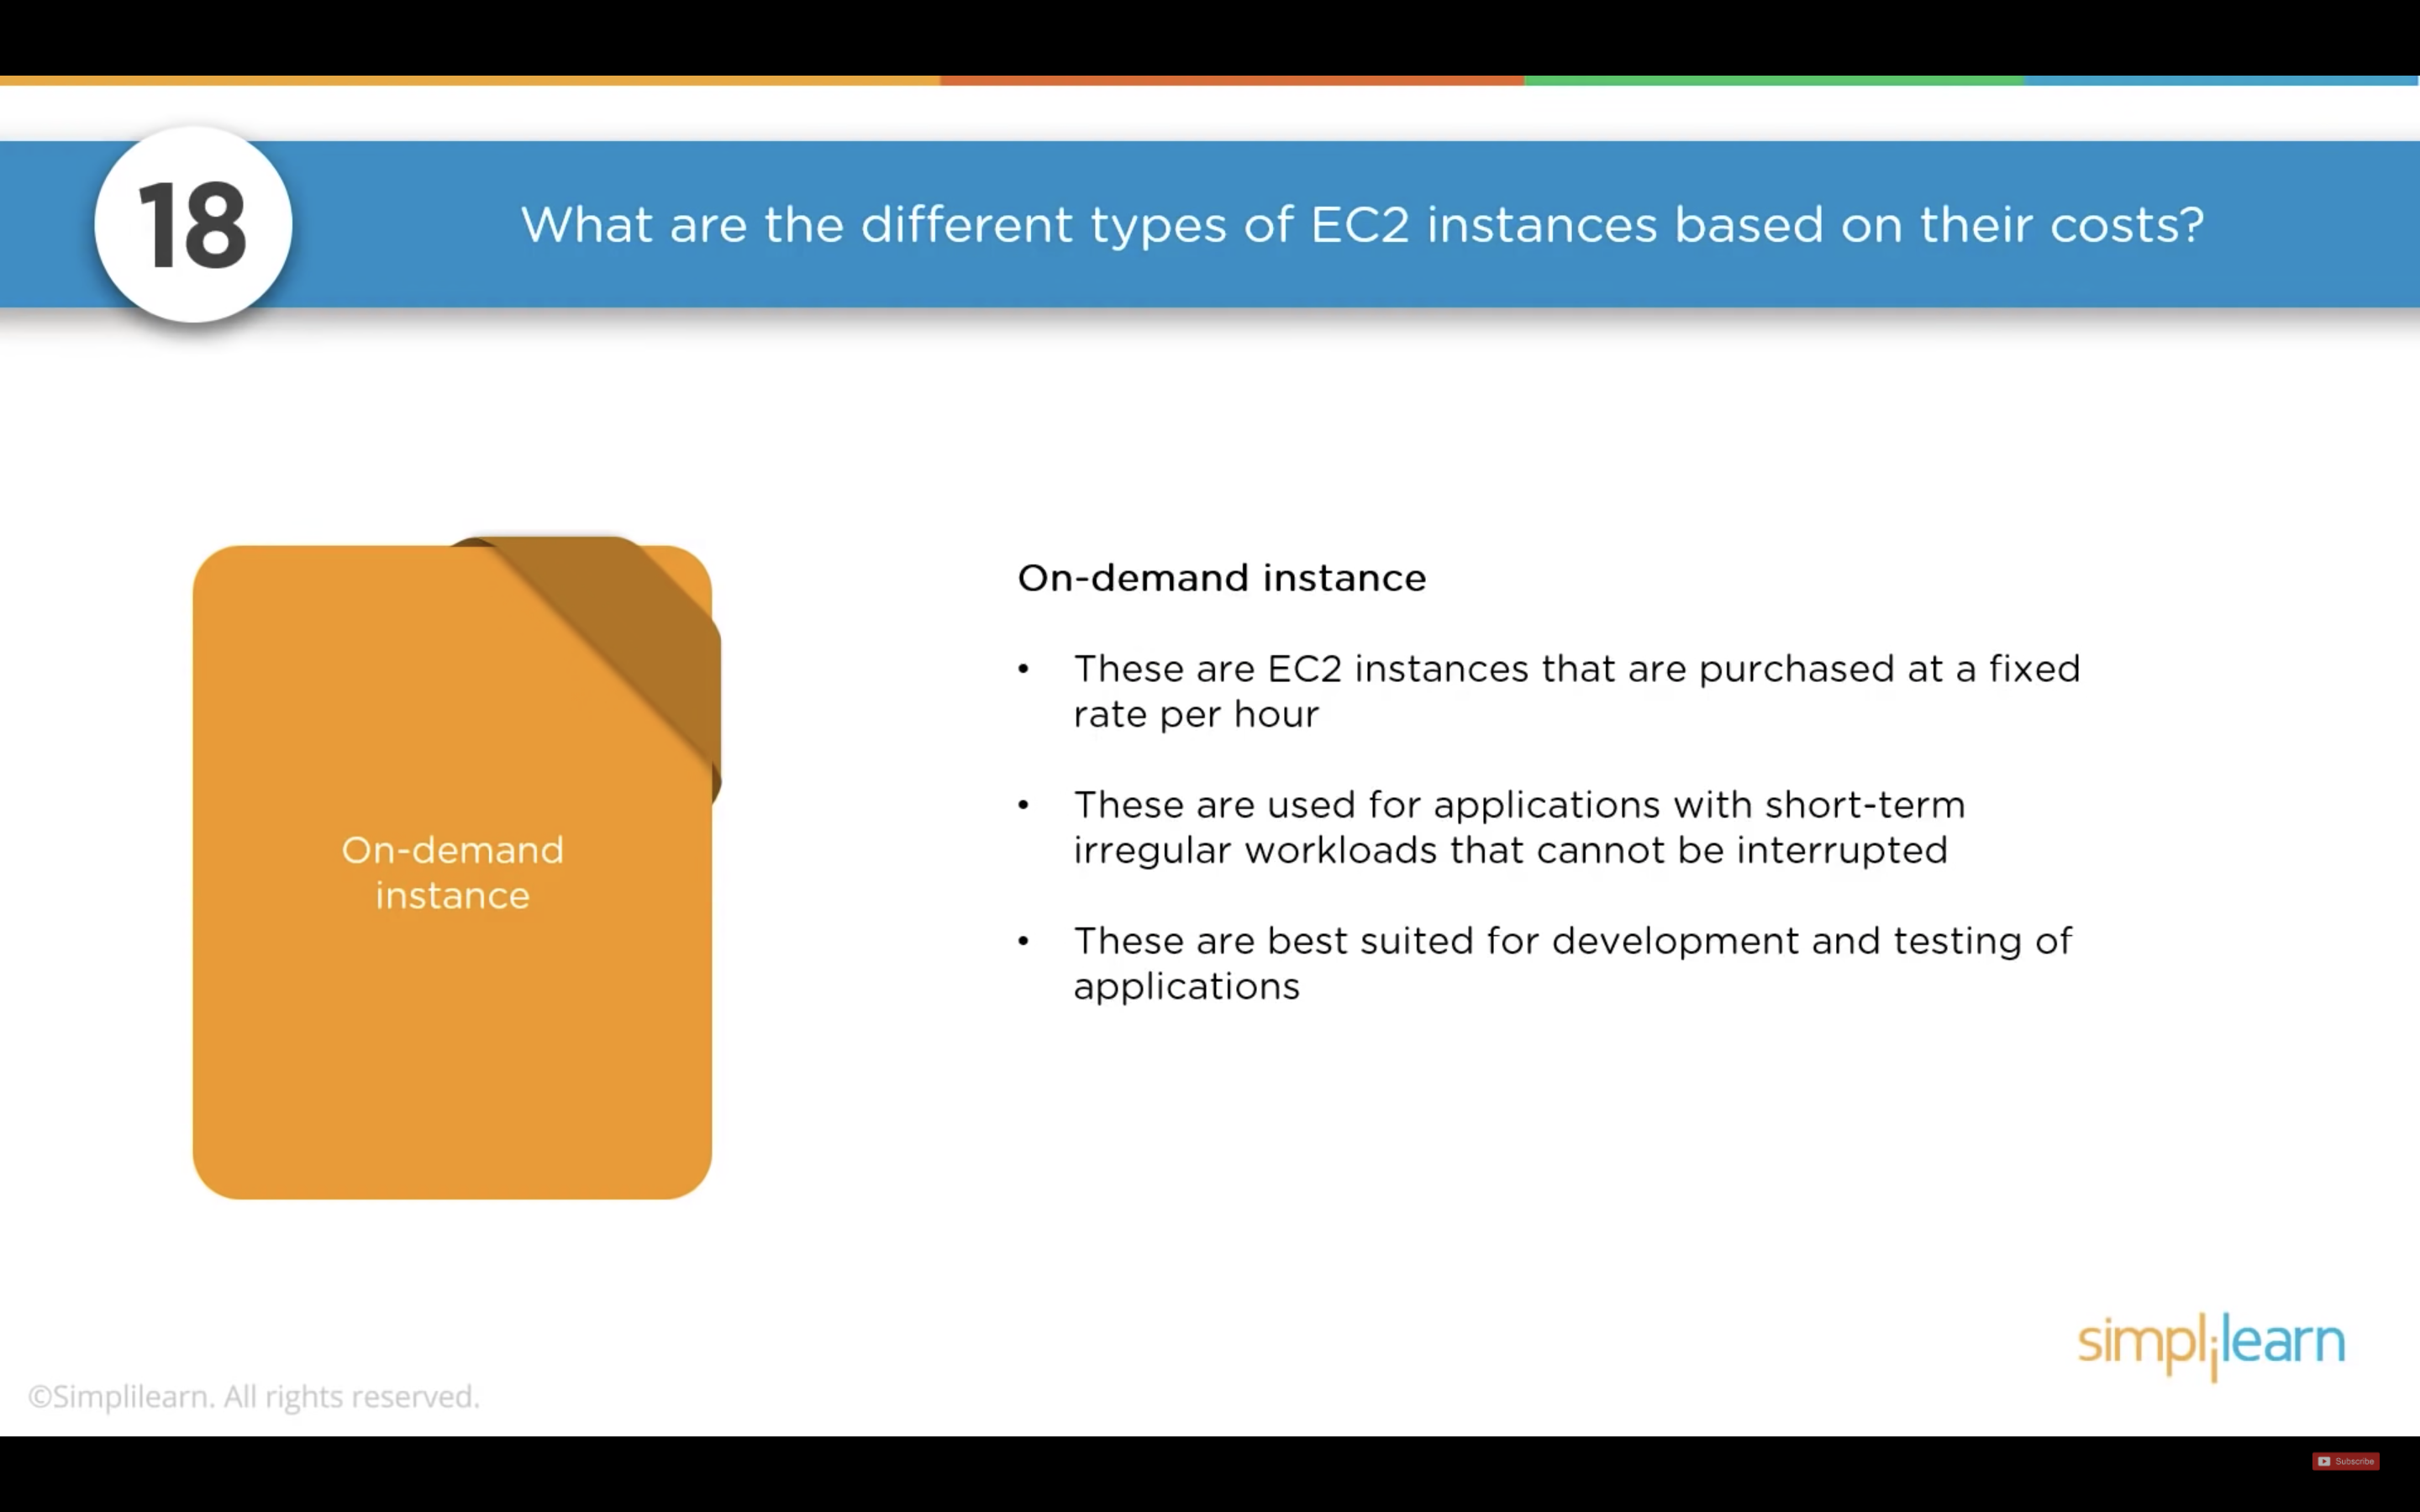 18
What are the different types of EC2 instances based on their costs?
On-demand
instance
On-demand instance
• These are EC2 instances that are purchased at a fixed
rate per hour
• These are used for applications with short-term
irregular workloads that cannot be interrupted
• These are best suited for development and testing of
applications
simplilearn
©Simplilearn. All rights reserved.
Subscribe